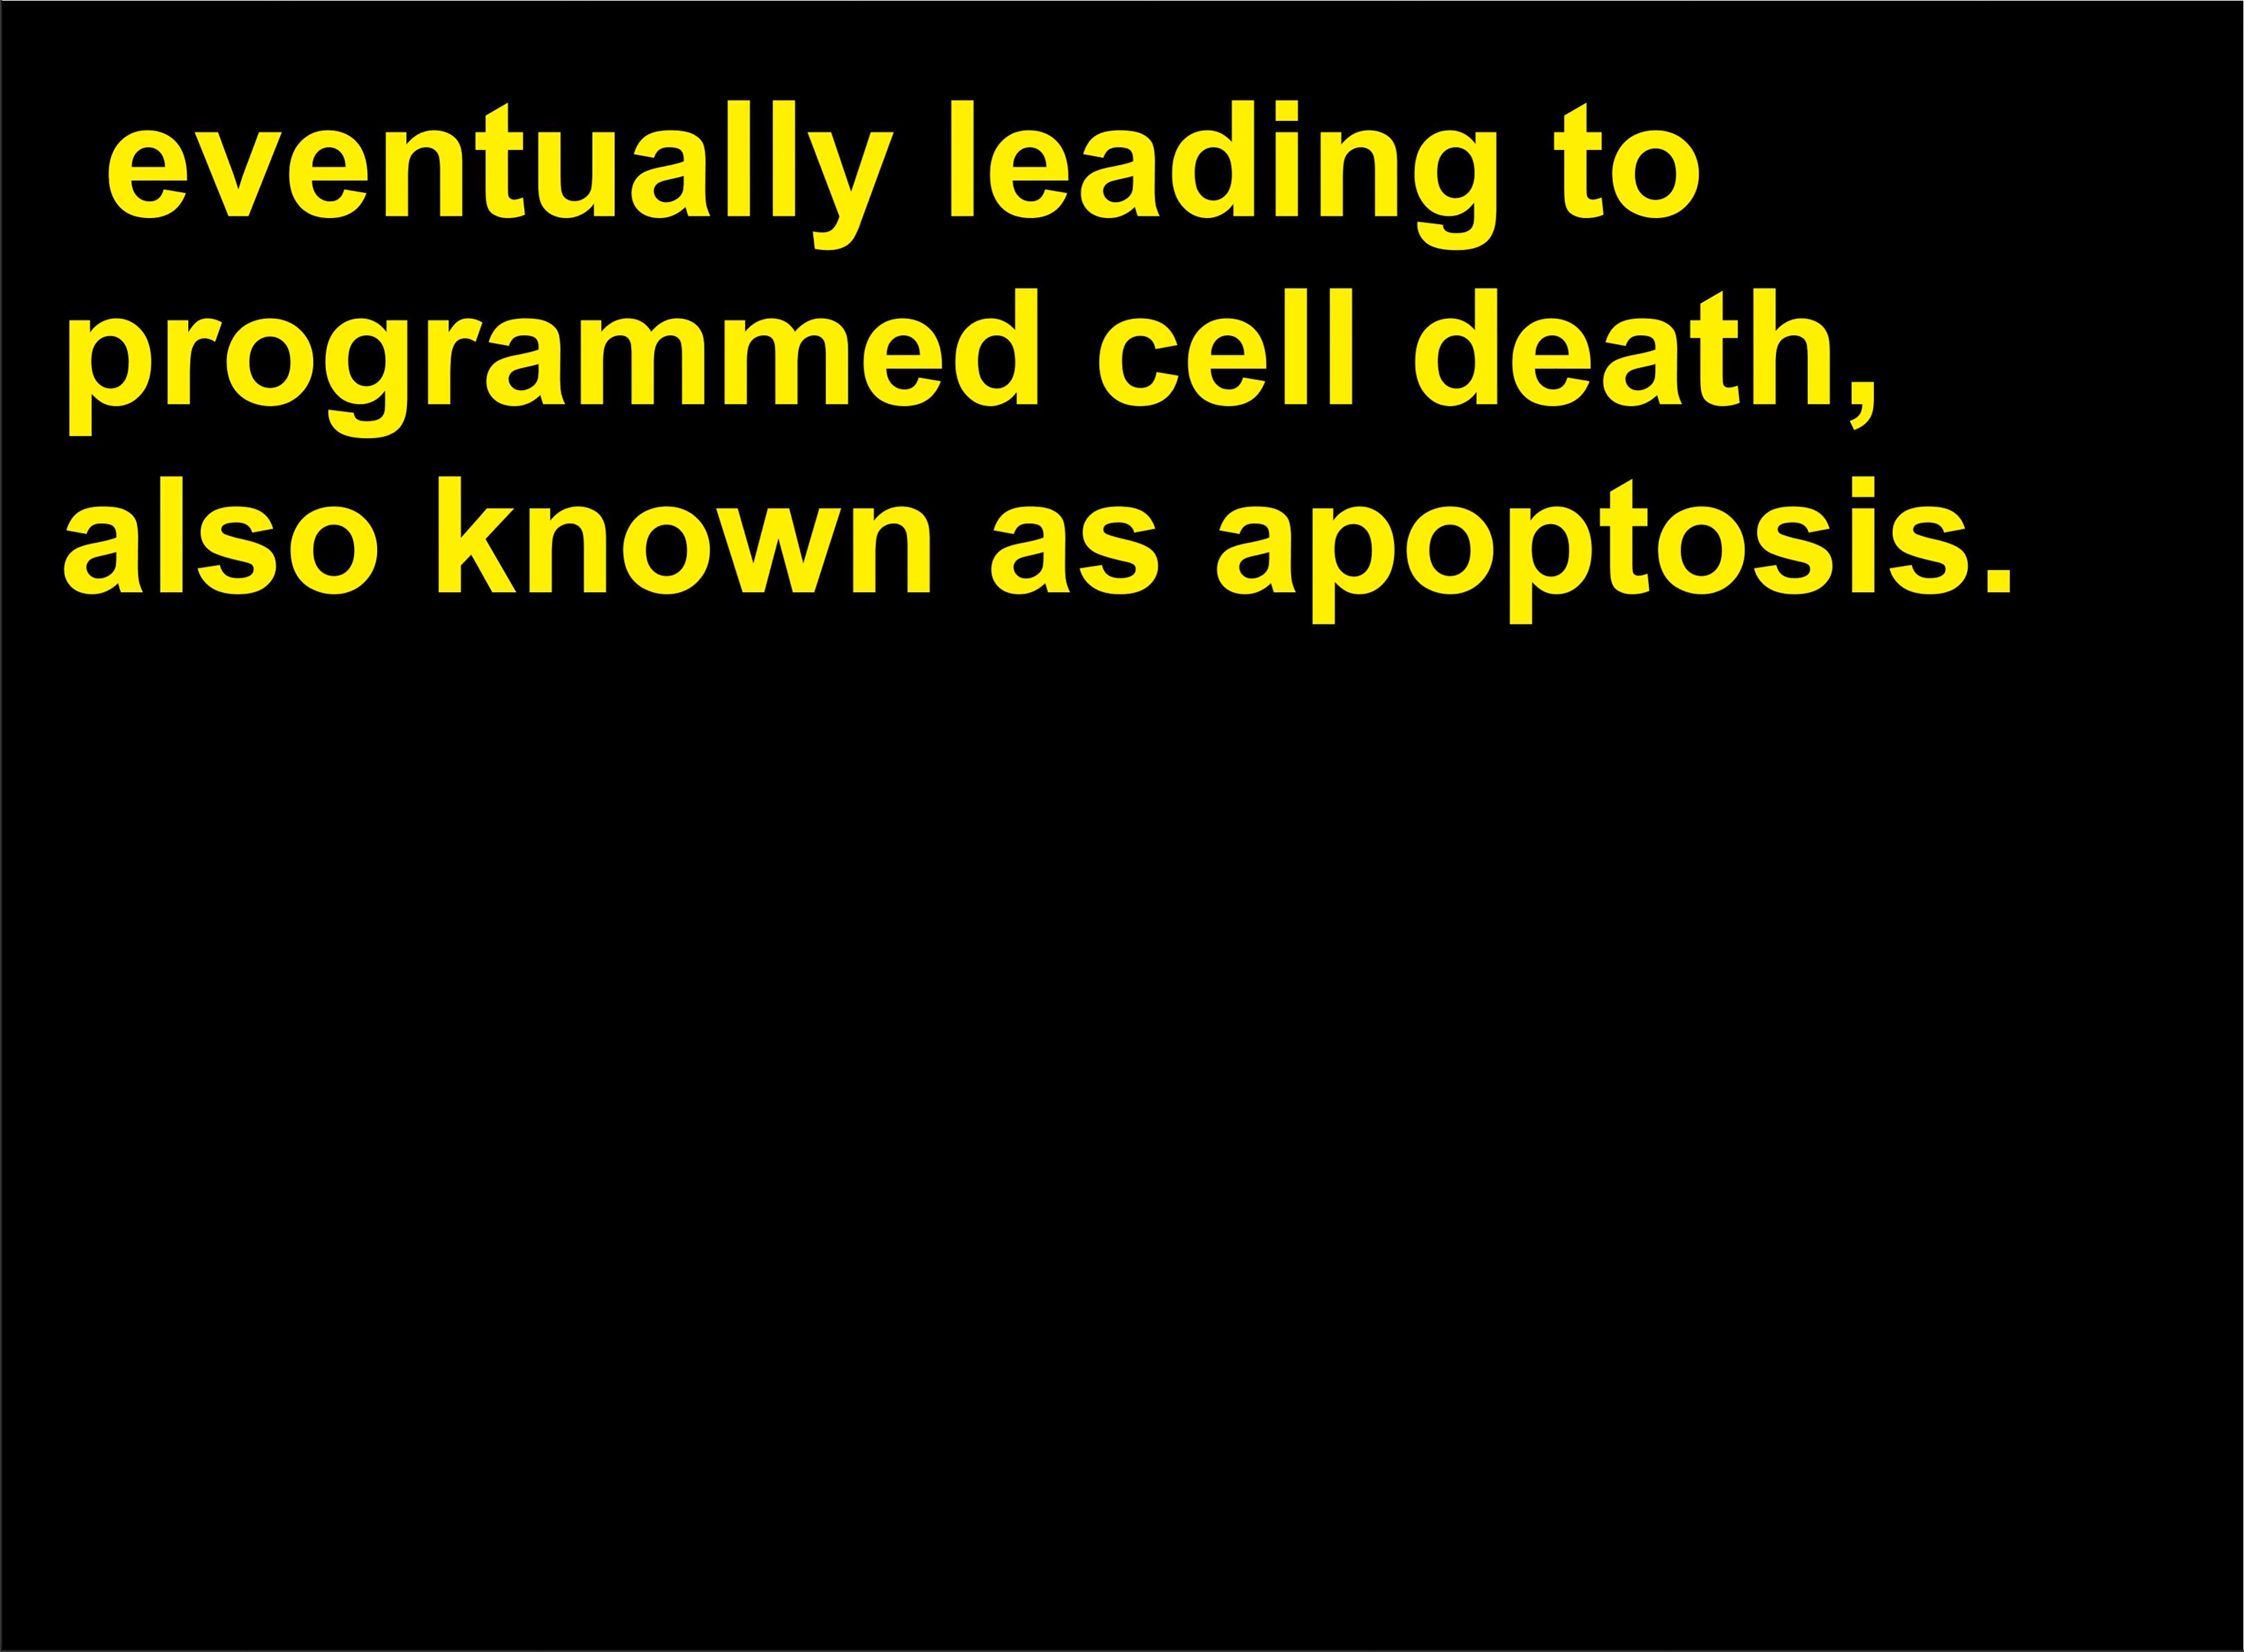 eventually leading to
programmed cell death,
also known as apoptosis.